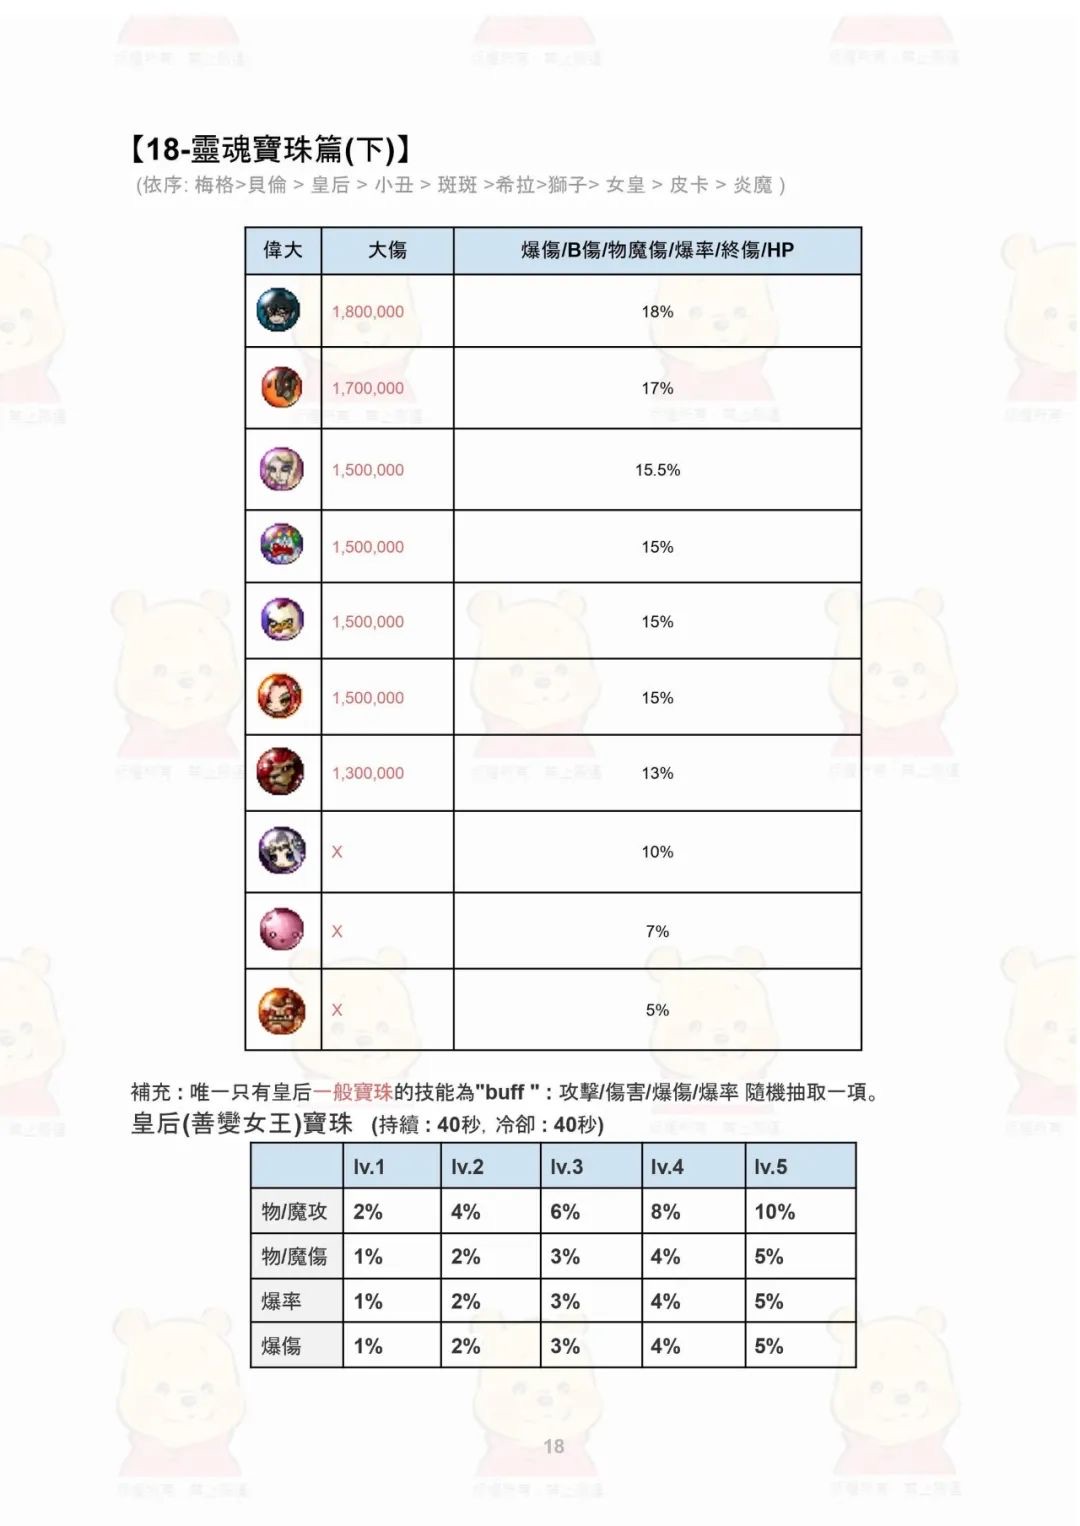 【18-靈魂寶珠篇(下)】
(依序: 梅格>貝倫 > 皇后 > 小丑 > 斑斑 >希拉>獅子> 女皇 > 皮卡 > 炎魔 )
偉大 大傷 爆傷/B傷/物魔傷/爆率/終傷/HP
1,800,000 18%
1,700,000 17%
1,500,000 15.5%
1,500,000 15%
1,500,000 15%
1,500,000 15%
1,300,000 13%
X 10%
X 7%
X 5%
補充 : 唯一只有皇后一般寶珠的技能為"buff " : 攻擊/傷害/爆傷/爆率 隨機抽取一項。
皇后(善變女王)寶珠 (持續 : 40秒, 冷卻 : 40秒)
lv.1 lv.2 lv.3 lv.4 lv.5
物/魔攻 2% 4% 6% 8% 10%
物/魔傷 1% 2% 3% 4% 5%
爆率 1% 2% 3% 4% 5%
爆傷 1% 2% 3% 4% 5%
18